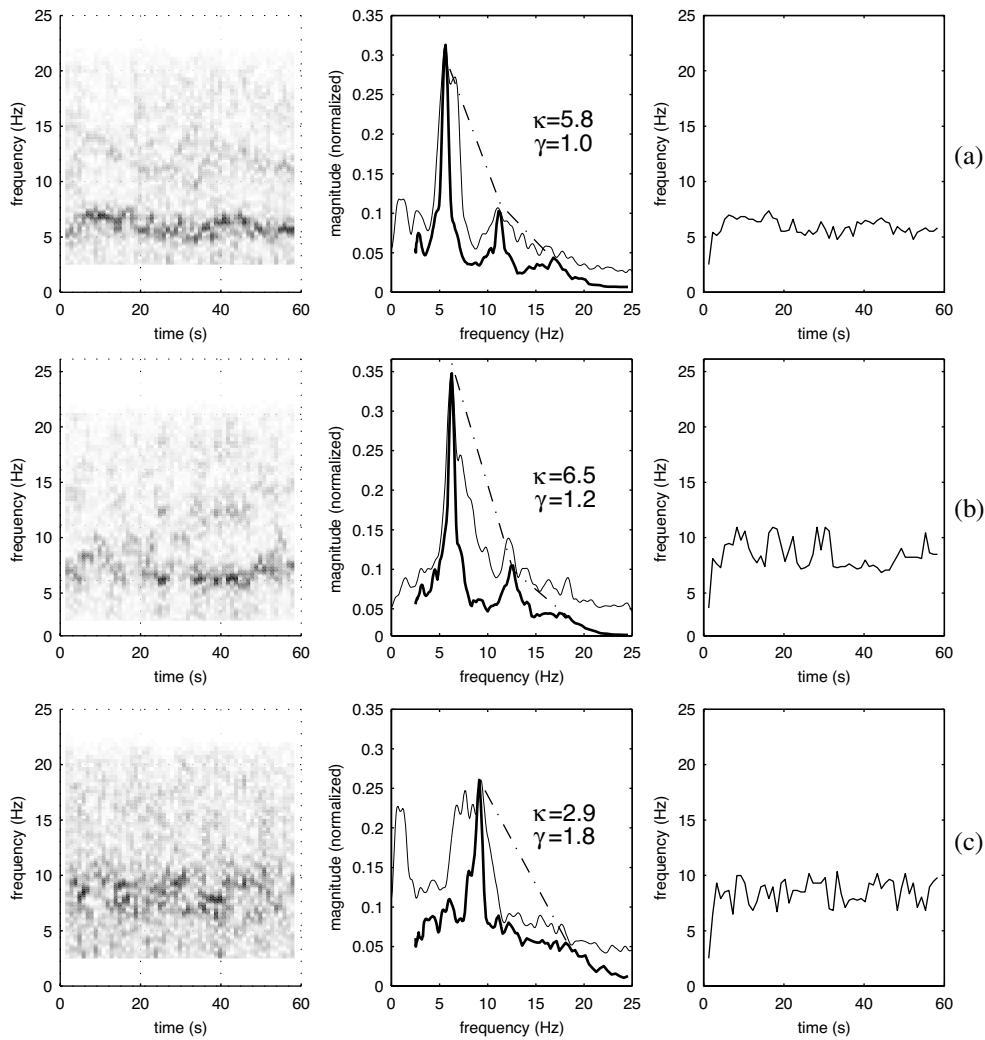 25
20
15
10
5
0
frequency (Hz)
0 20 40 60
time (s)
0.35
0.3
0.25
0.2
0.15
0.1
0.05
0
magnitude (normalized)
κ=5.8
γ=1.0
0 5 10 15 20 25
frequency (Hz)
25
20
15
10
5
0
frequency (Hz)
0 20 40 60
time (s)
(a)
25
20
15
10
5
0
frequency (Hz)
0 20 40 60
time (s)
0.35
0.3
0.25
0.2
0.15
0.1
0.05
0
magnitude (normalized)
κ=6.5
γ=1.2
0 5 10 15 20 25
frequency (Hz)
25
20
15
10
5
0
frequency (Hz)
0 20 40 60
time (s)
(b)
25
20
15
10
5
0
frequency (Hz)
0 20 40 60
time (s)
0.35
0.3
0.25
0.2
0.15
0.1
0.05
0
magnitude (normalized)
κ=2.9
γ=1.8
0 5 10 15 20 25
frequency (Hz)
25
20
15
10
5
0
frequency (Hz)
0 20 40 60
time (s)
(c)